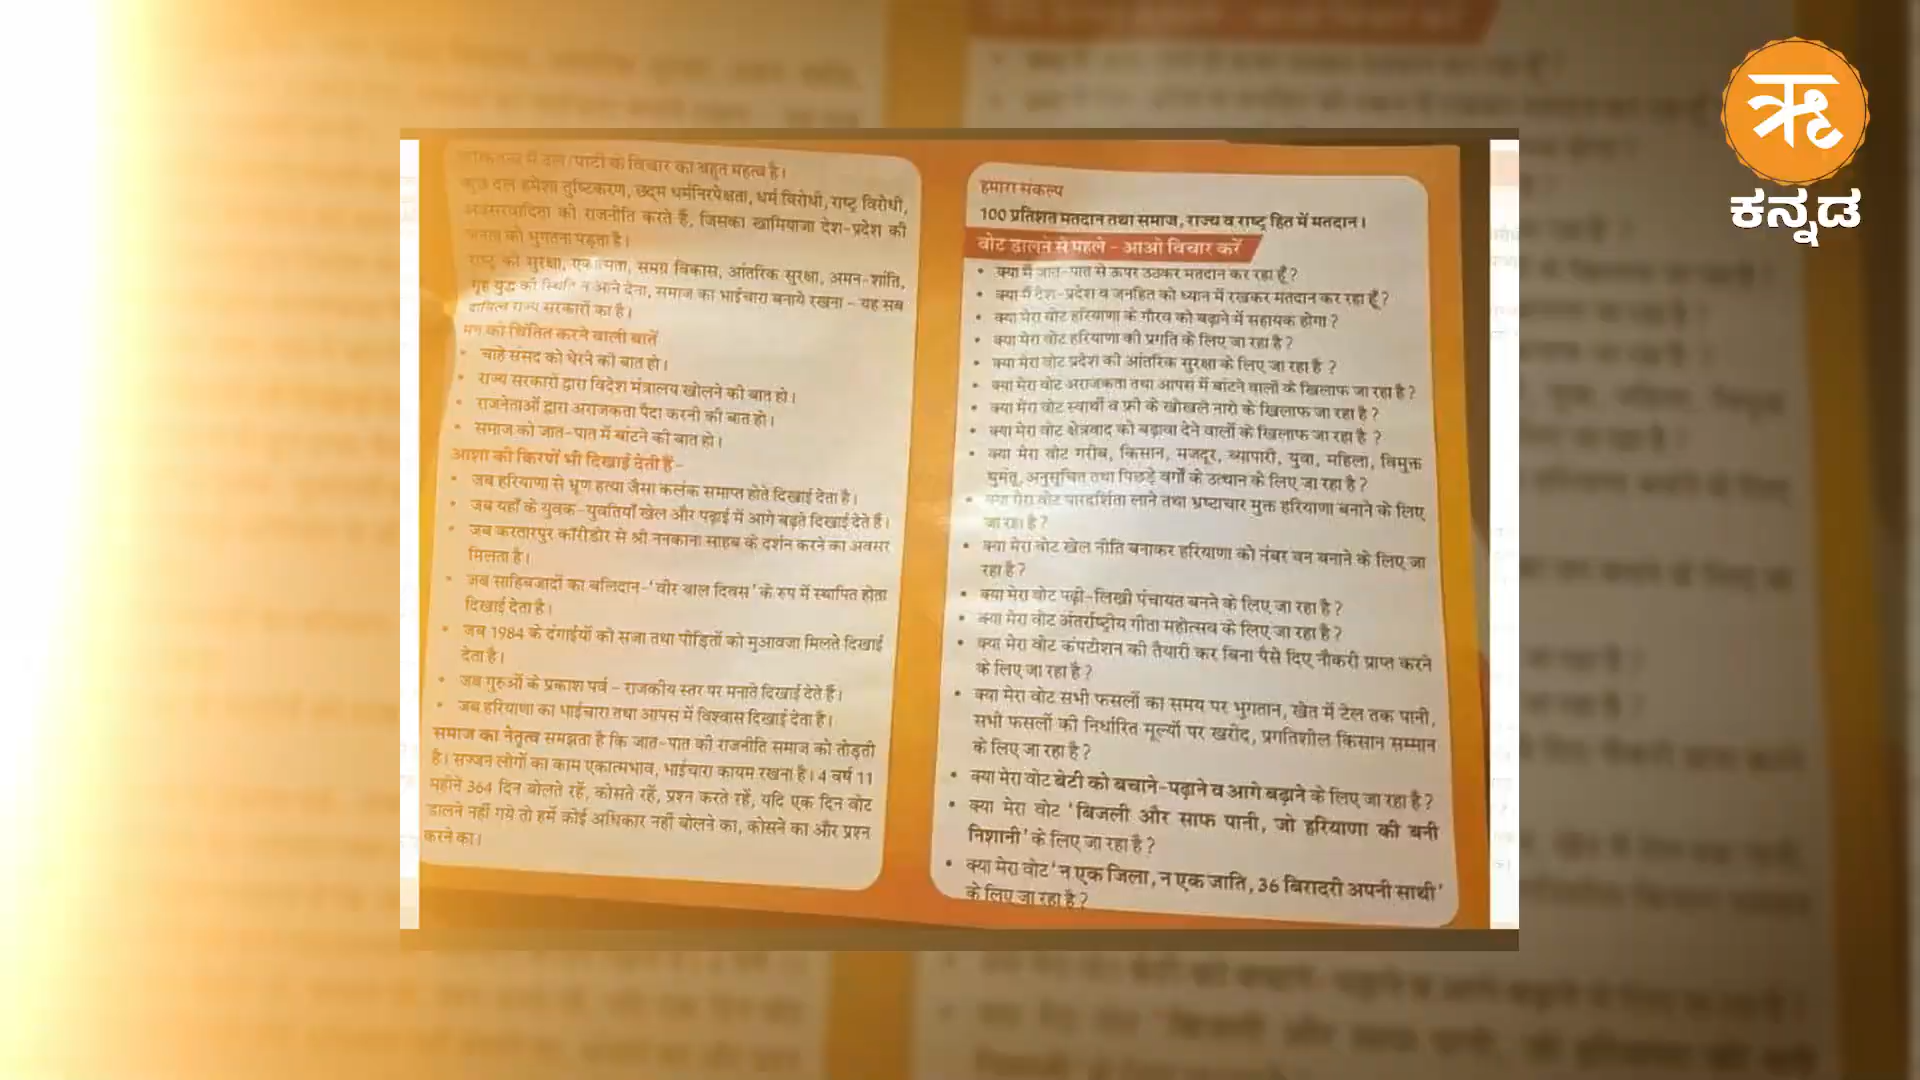 लोकतन्त्र में दल/पार्टी के विचार का बहुत महत्व है।
कुछ दल हमेशा तुष्टिकरण, छद्म धर्मनिरपेक्षता, धर्म विरोधी, राष्ट्र विरोधी,
अवसरवादिता की राजनीति करते हैं, जिसका खामियाजा देश-प्रदेश की
जनता को भुगतना पड़ता है।
राष्ट्र की सुरक्षा, एकात्मता, समग्र विकास, आंतरिक सुरक्षा, अमन-शांति,
गृह युद्ध की स्थिति न आने देना, समाज का भाईचारा बनाये रखना - यह सब
दायित्व राज्य सरकारों का है।
मन को चिंतित करने वाली बातें
• चाहे संसद को घेरने की बात हो।
• राज्य सरकारों द्वारा विदेश मंत्रालय खोलने की बात हो।
• राजनेताओं द्वारा अराजकता पैदा करनी की बात हो।
• समाज को जात-पात में बांटने की बात हो।
आशा की किरणें भी दिखाई देती हैं-
• जब हरियाणा से भ्रूण हत्या जैसा कलंक समाप्त होते दिखाई देता है।
• जब यहाँ के युवक-युवतियाँ खेल और पढ़ाई में आगे बढ़ते दिखाई देते हैं।
• जब करतारपुर कॉरीडोर से श्री ननकाना साहब के दर्शन करने का अवसर
मिलता है।
• जब साहिबजादों का बलिदान-'वीर बाल दिवस' के रुप में स्थापित होता
दिखाई देता है।
• जब 1984 के दंगाईयों को सजा तथा पीड़ितों को मुआवजा मिलते दिखाई
देता है।
• जब गुरुओं के प्रकाश पर्व - राजकीय स्तर पर मनाते दिखाई देते हैं।
• जब हरियाणा का भाईचारा तथा आपस में विश्वास दिखाई देता हैं।
समाज का नेतृत्व समझता है कि जात-पात की राजनीति समाज को तोड़ती
है। सज्जन लोगों का काम एकात्मभाव, भाईचारा कायम रखना है। 4 वर्ष 11
महीने 364 दिन बोलते रहें, कोसते रहें, प्रश्न करते रहें, यदि एक दिन वोट
डालने नहीं गये तो हमें कोई अधिकार नहीं बोलने का, कोसने का और प्रश्न
करने का।
हमारा संकल्प
100 प्रतिशत मतदान तथा समाज, राज्य व राष्ट्र हित में मतदान।
वोट डालने से पहले - आओ विचार करें
• क्या मैं जात-पात से ऊपर उठकर मतदान कर रहा हूँ?
• क्या मैं देश-प्रदेश व जनहित को ध्यान में रखकर मतदान कर रहा हूँ?
• क्या मेरा वोट हरियाणा के गौरव को बढ़ाने में सहायक होगा?
• क्या मेरा वोट हरियाणा की प्रगति के लिए जा रहा है?
• क्या मेरा वोट प्रदेश की आंतरिक सुरक्षा के लिए जा रहा है ?
• क्या मेरा वोट अराजकता तथा आपस में बांटने वालों के खिलाफ जा रहा है?
• क्या मेरा वोट स्वार्थी व फ्री के खोखले नारों के खिलाफ जा रहा है?
• क्या मेरा वोट क्षेत्रवाद को बढ़ावा देने वालों के खिलाफ जा रहा है ?
• क्या मेरा वोट गरीब, किसान, मजदूर, व्यापारी, युवा, महिला, विमुक्त
घुमंतू, अनुसूचित तथा पिछड़े वर्गों के उत्थान के लिए जा रहा है?
• क्या मेरा वोट पारदर्शिता लाने तथा भ्रष्टाचार मुक्त हरियाणा बनाने के लिए
जा रहा है?
• क्या मेरा वोट खेल नीति बनाकर हरियाणा को नंबर वन बनाने के लिए जा
रहा है?
• क्या मेरा वोट पढ़ी-लिखी पंचायत बनने के लिए जा रहा है?
• क्या मेरा वोट अंतर्राष्ट्रीय गीता महोत्सव के लिए जा रहा है?
• क्या मेरा वोट कंपटीशन की तैयारी कर बिना पैसे दिए नौकरी प्राप्त करने
के लिए जा रहा है?
• क्या मेरा वोट सभी फसलों का समय पर भुगतान, खेत में टेल तक पानी,
सभी फसलों की निर्धारित मूल्यों पर खरीद, प्रगतिशील किसान सम्मान
के लिए जा रहा है?
• क्या मेरा वोट बेटी को बचाने-पढ़ाने व आगे बढ़ाने के लिए जा रहा है?
• क्या मेरा वोट 'बिजली और साफ पानी, जो हरियाणा की बनी
निशानी' के लिए जा रहा है?
• क्या मेरा वोट 'न एक जिला, न एक जाति, 36 बिरादरी अपनी साथी'
के लिए जा रहा है?
ऋ
ಕನ್ನಡ